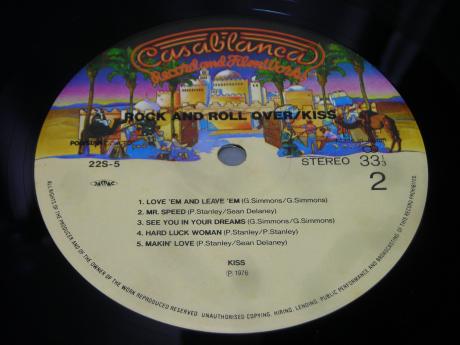 Casablanca
Record and FilmWorks
ROCK AND ROLL OVER/KISS
POLYSTAR
22S-5
STEREO 33 1/3
2
1. LOVE 'EM AND LEAVE 'EM (G.Simmons/G.Simmons)
2. MR. SPEED (P.Stanley/Sean Delaney)
3. SEE YOU IN YOUR DREAMS (G.Simmons/G.Simmons)
4. HARD LUCK WOMAN (P.Stanley/P.Stanley)
5. MAKIN' LOVE (P.Stanley/Sean Delaney)
KISS
(P.1976
ALL RIGHTS OF THE PRODUCER AND OF THE OWNER OF THE WORK REPRODUCED RESERVED. UNAUTHORISED COPYING, HIRING, LENDING, PUBLIC PERFORMANCE AND BROADCASTING OF THIS RECORD PROHIBITED.